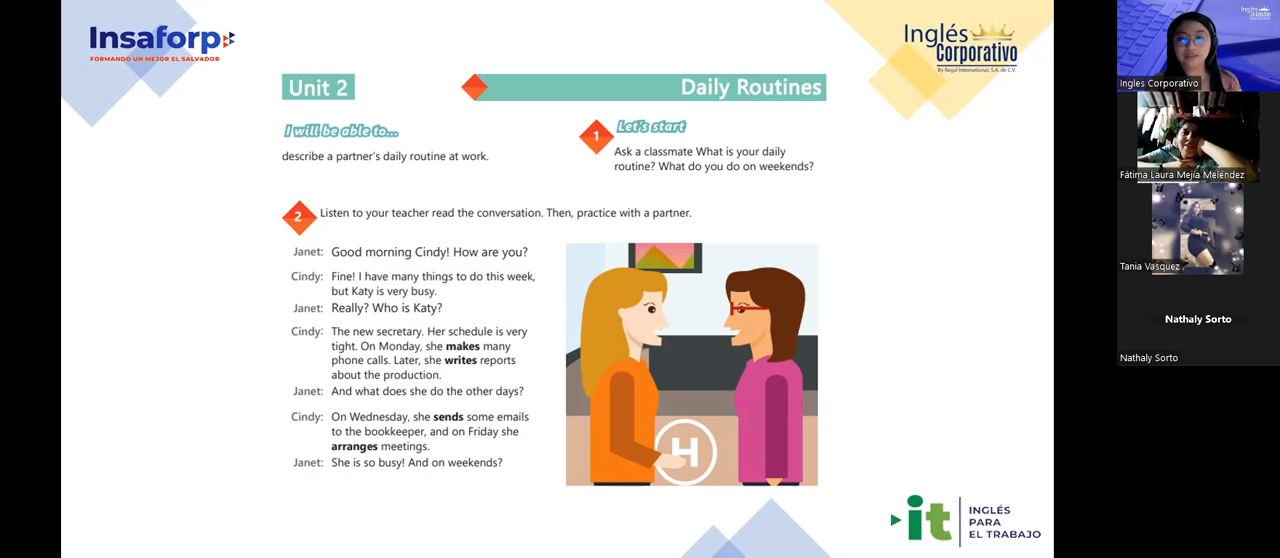 Insaforp
FORMANDO UN MEJOR EL SALVADOR
Inglés
Corporativo
By Regal International, S.A. de C.V.
Unit 2
Daily Routines
I will be able to...
describe a partner's daily routine at work.
1
Let's start
Ask a classmate What is your daily
routine? What do you do on weekends?
2
Listen to your teacher read the conversation. Then, practice with a partner.
Janet: Good morning Cindy! How are you?
Cindy: Fine! I have many things to do this week,
but Katy is very busy.
Janet: Really? Who is Katy?
Cindy: The new secretary. Her schedule is very
tight. On Monday, she makes many
phone calls. Later, she writes reports
about the production.
Janet: And what does she do the other days?
Cindy: On Wednesday, she sends some emails
to the bookkeeper, and on Friday she
arranges meetings.
Janet: She is so busy! And on weekends?
H
it
INGLÉS
PARA
EL TRABAJO
Ingles Corporativo
Fátima Laura Mejía Meléndez
Tania Vasquez
Nathaly Sorto
Nathaly Sorto